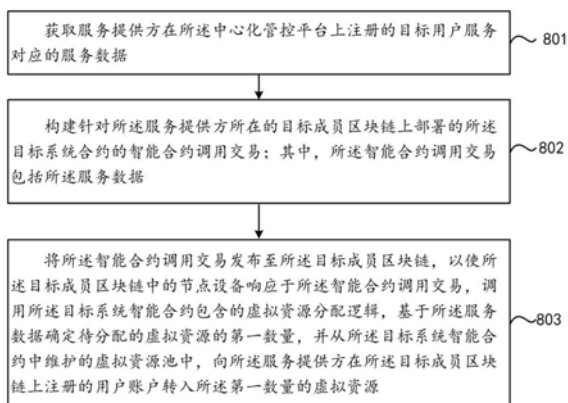 获取服务提供方在所述中心化管控平台上注册的目标用户服务
对应的服务数据
801
构建针对所述服务提供方所在的目标成员区块链上部署的所述
目标系统合约的智能合约调用交易；其中，所述智能合约调用交易
包括所述服务数据
802
将所述智能合约调用交易发布至所述目标成员区块链，以使所
述目标成员区块链中的节点设备响应于所述智能合约调用交易，调
用所述目标系统智能合约包含的虚拟资源分配逻辑，基于所述服务
数据确定待分配的虚拟资源的第一数量，并从所述目标系统智能合
约中维护的虚拟资源池中，向所述服务提供方在所述目标成员区块
链上注册的用户账户转入所述第一数量的虚拟资源
803